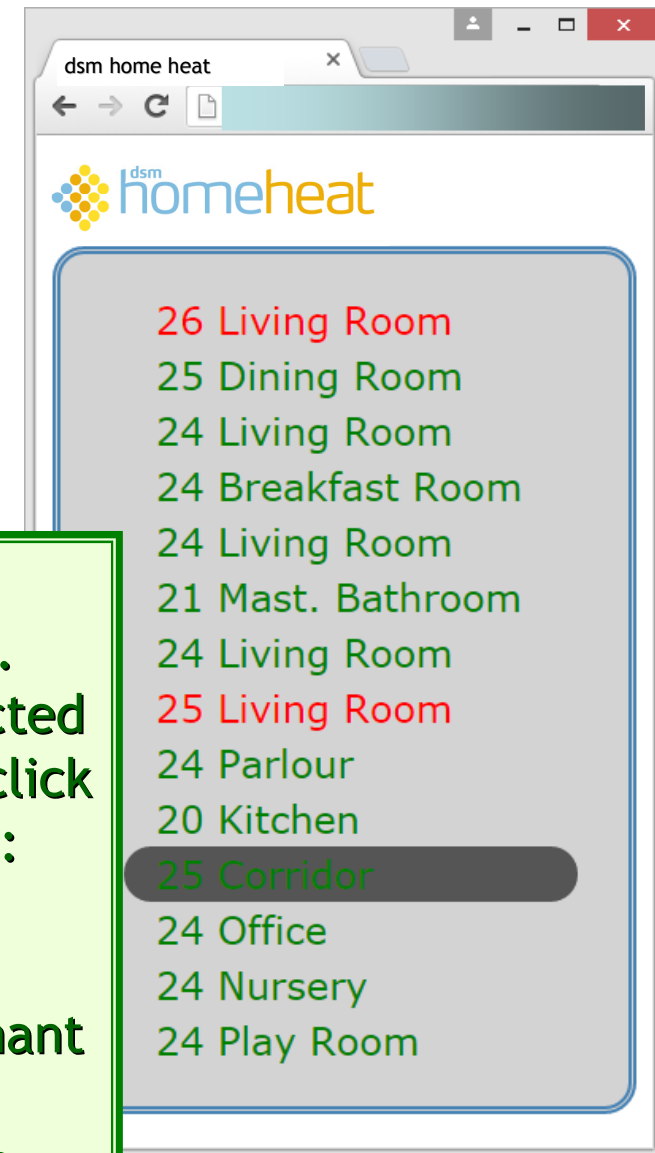 dsm home heat
dsm
homeheat
26 Living Room
25 Dining Room
24 Living Room
24 Breakfast Room
24 Living Room
21 Mast. Bathroom
24 Living Room
25 Living Room
24 Parlour
20 Kitchen
25 Corridor
24 Office
24 Nursery
24 Play Room
.
click
: